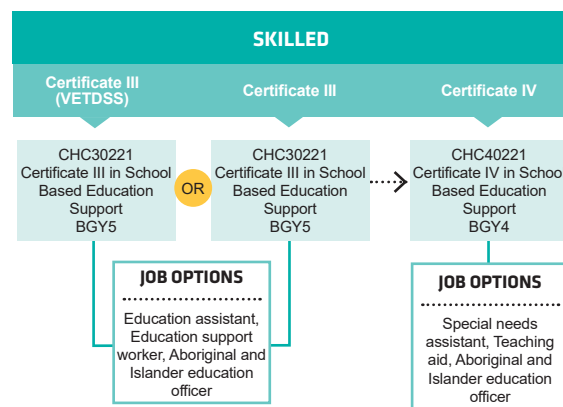 SKILLED
Certificate III
(VETDSS)
Certificate III
Certificate IV
CHC30221
Certificate III in School
Based Education
Support
BGY5
OR
CHC30221
Certificate III in School
Based Education
Support
BGY5
CHC40221
Certificate IV in School
Based Education
Support
BGY4
JOB OPTIONS
Education assistant,
Education support
worker, Aboriginal and
Islander education
officer
JOB OPTIONS
Special needs
assistant, Teaching
aid, Aboriginal and
Islander education
officer